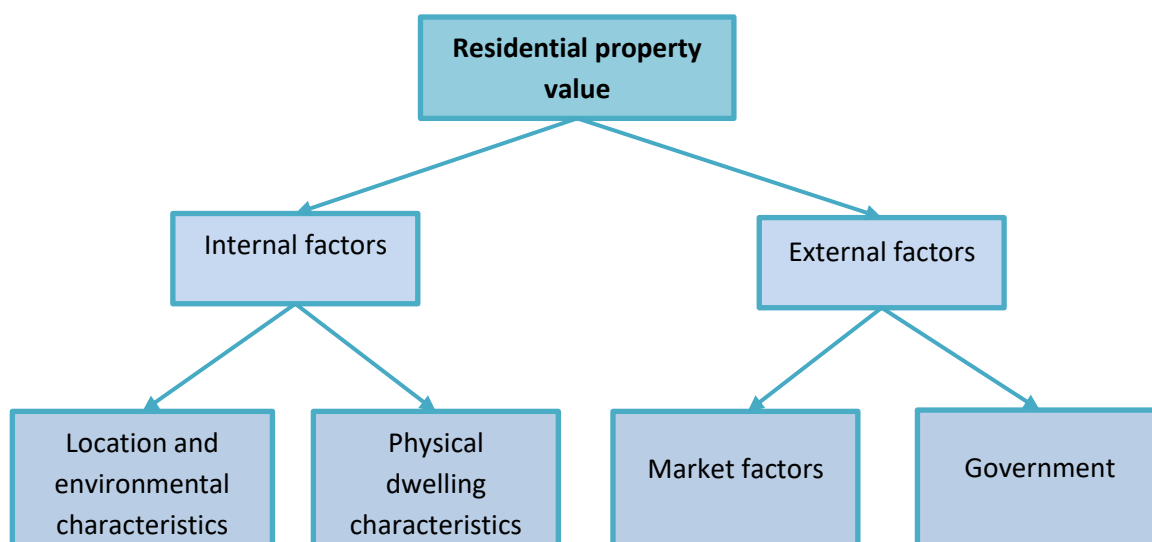 Residential property
value
Internal factors
External factors
Location and
environmental
characteristics
Physical
dwelling
characteristics
Market factors
Government